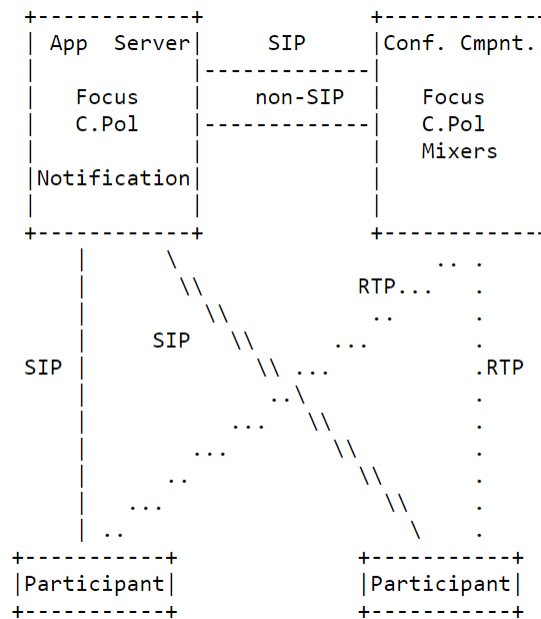 App  Server SIP Conf. Cmpnt.
Focus non-SIP Focus
C.Pol C.Pol
Mixers
Notification
RTP
SIP
SIP RTP
Participant Participant